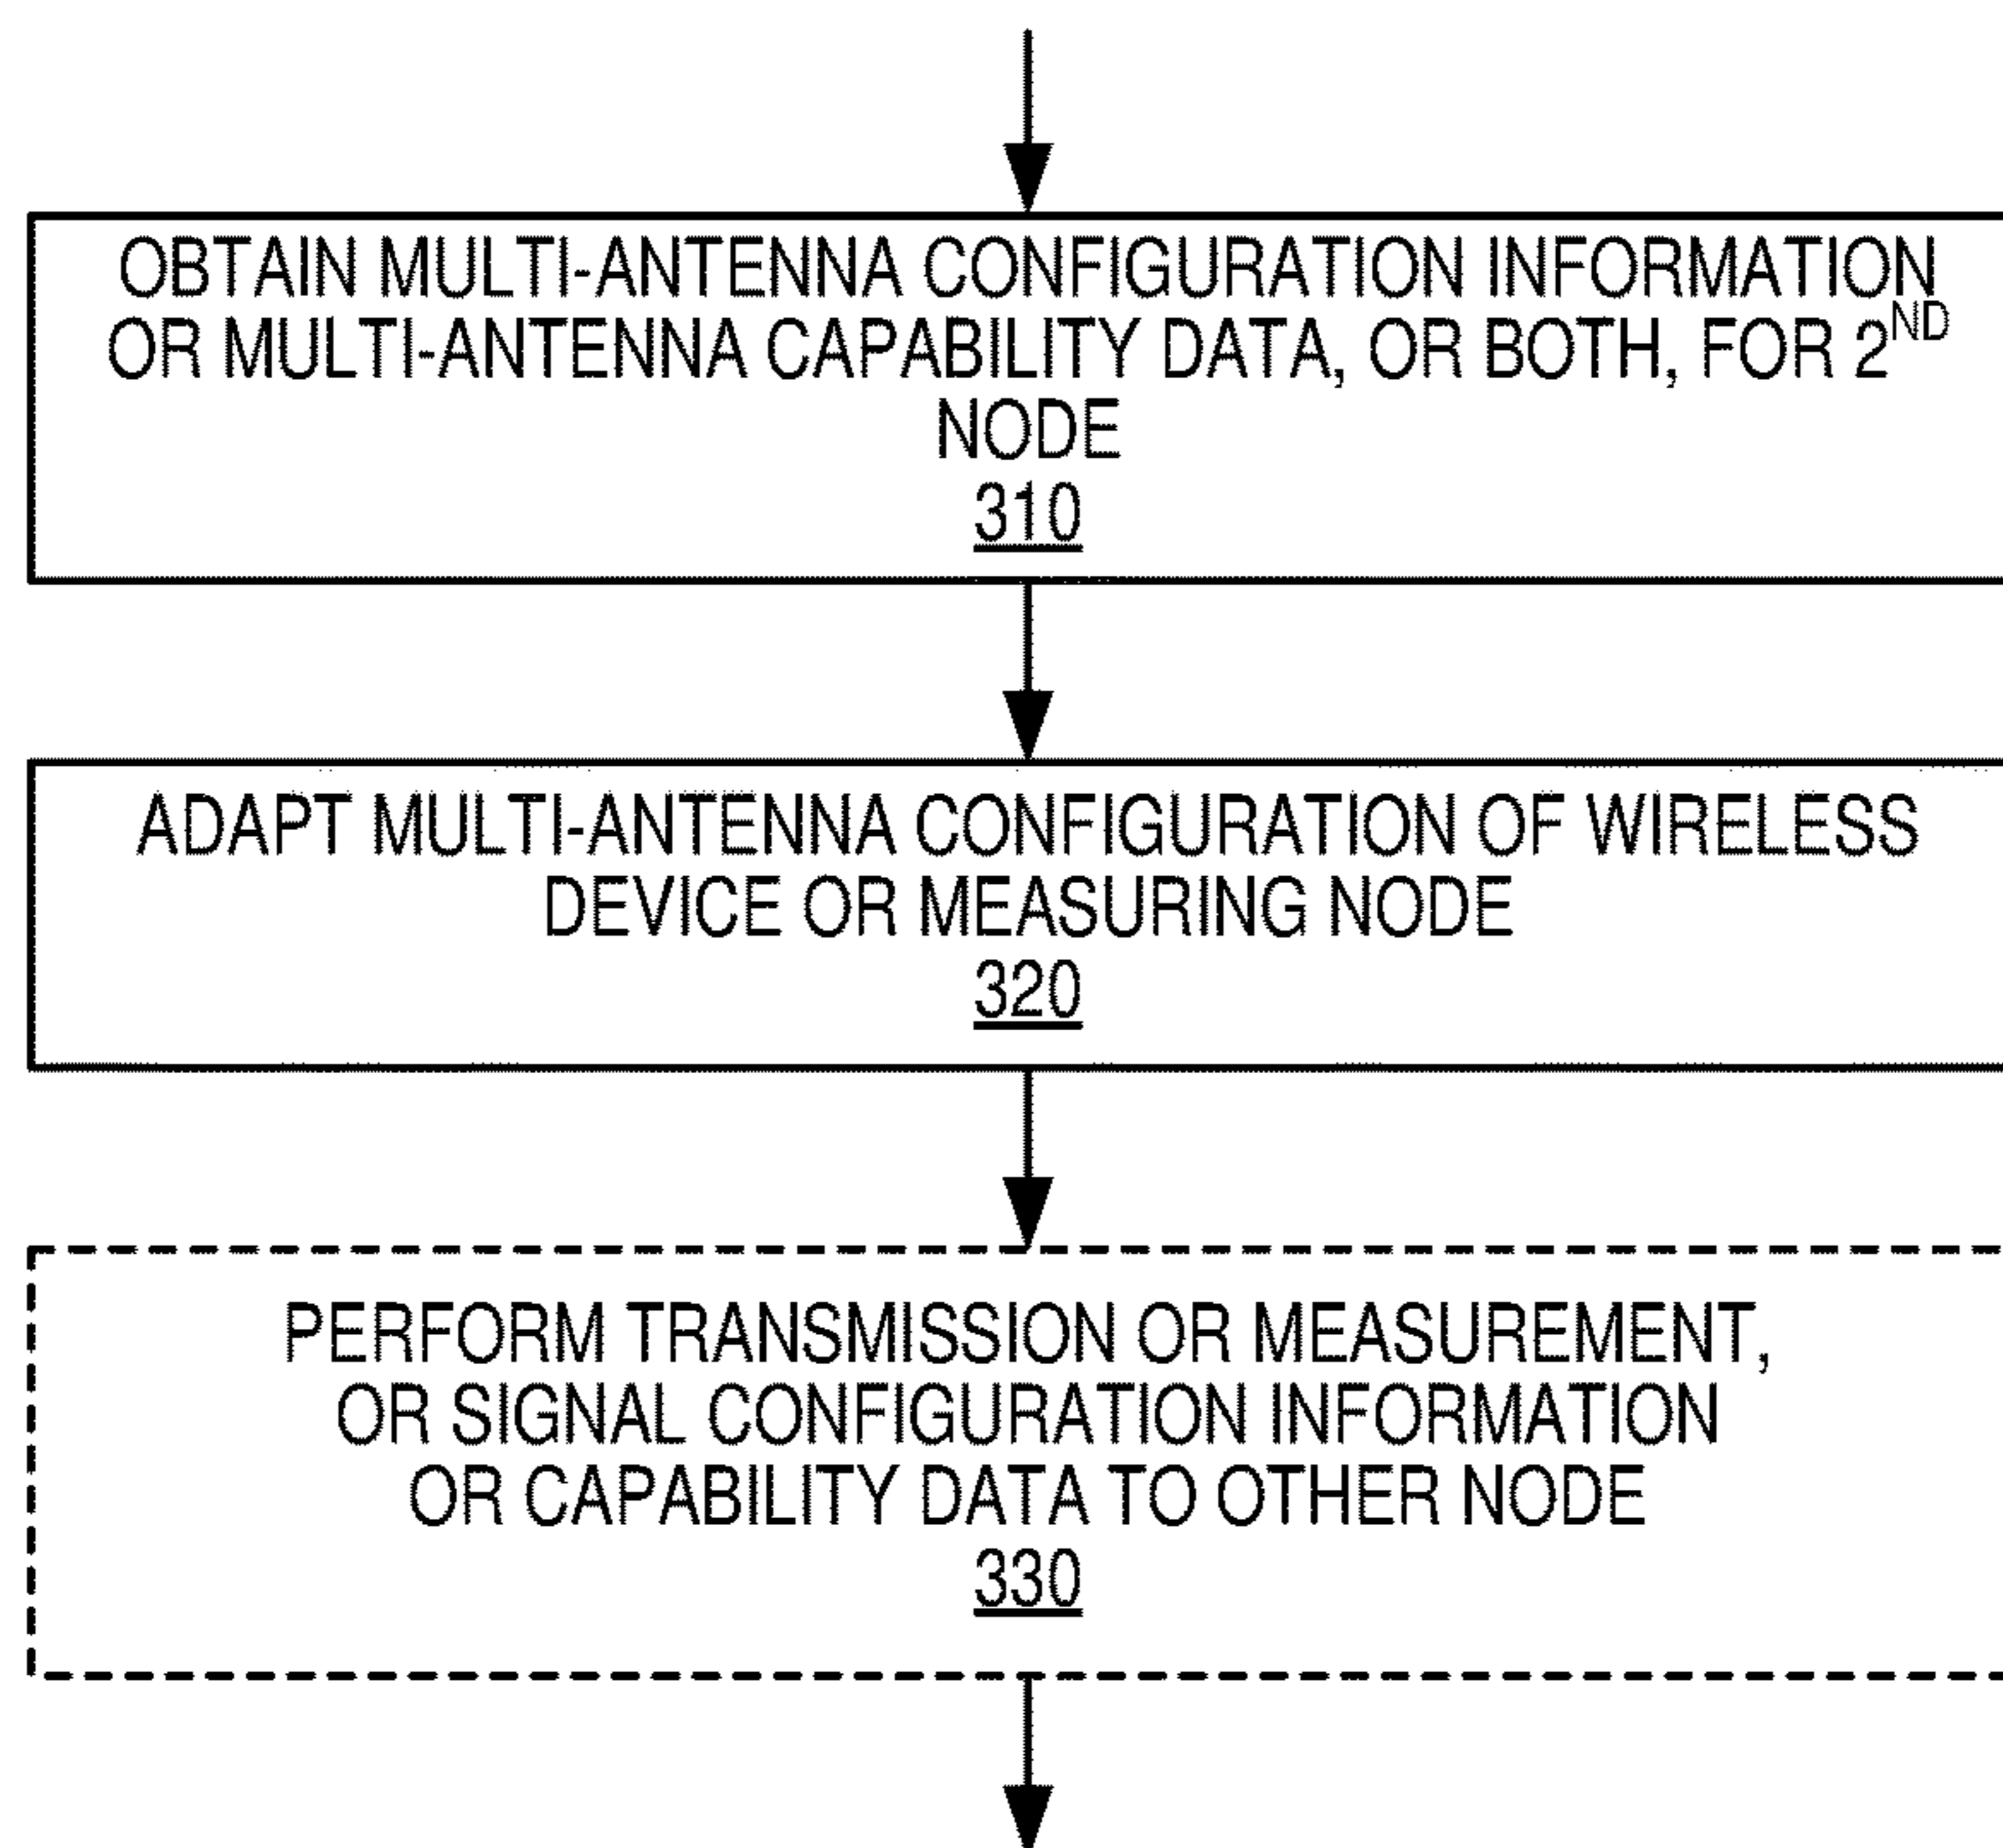 OBTAIN MULTI-ANTENNA CONFIGURATION INFORMATION
OR MULTI-ANTENNA CAPABILITY DATA, OR BOTH, FOR 2ND
NODE
310
ADAPT MULTI-ANTENNA CONFIGURATION OF WIRELESS
DEVICE OR MEASURING NODE
320
PERFORM TRANSMISSION OR MEASUREMENT,
OR SIGNAL CONFIGURATION INFORMATION
OR CAPABILITY DATA TO OTHER NODE
330